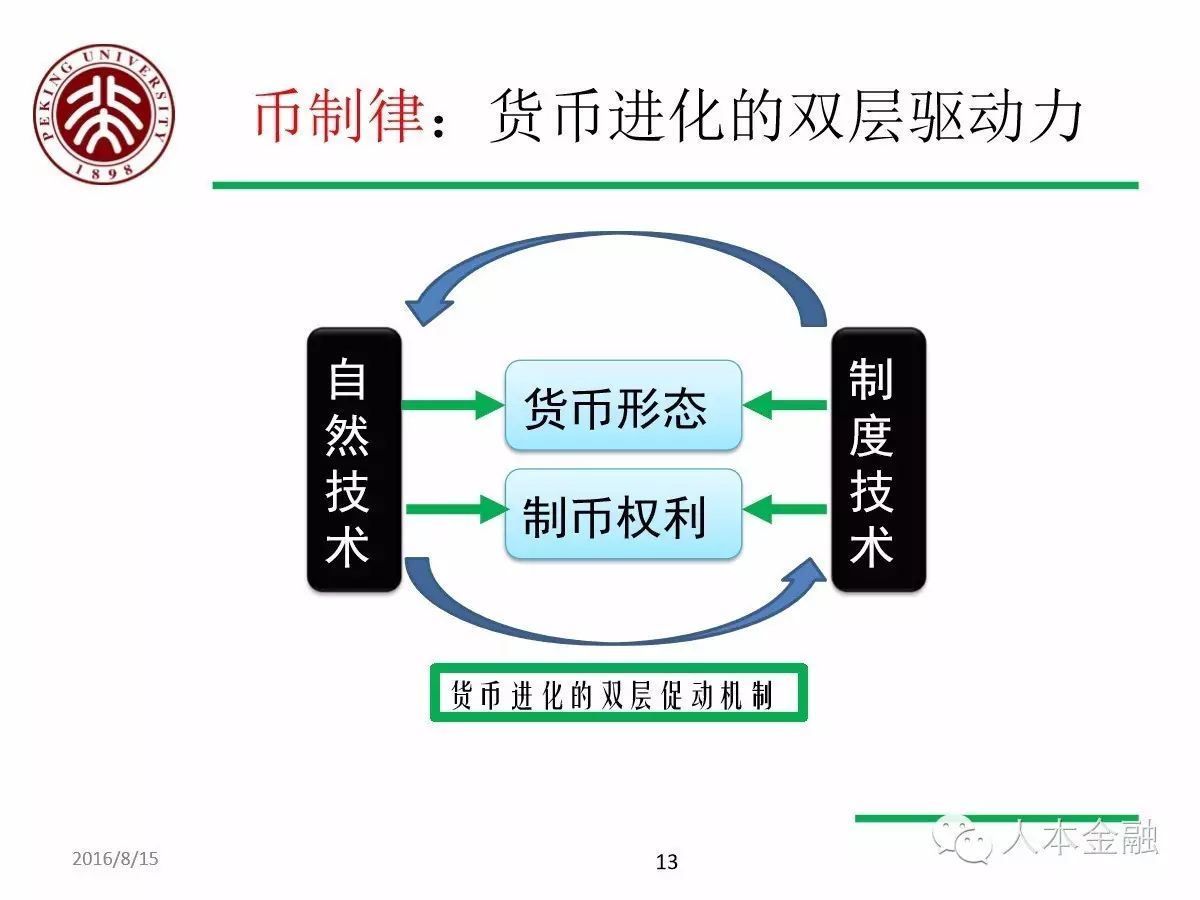 PEKING UNIVERSITY
1898
币制律：货币进化的双层驱动力
自然技术
货币形态
制币权利
制度技术
货币进化的双层促动机制
2016/8/15
13
人本金融